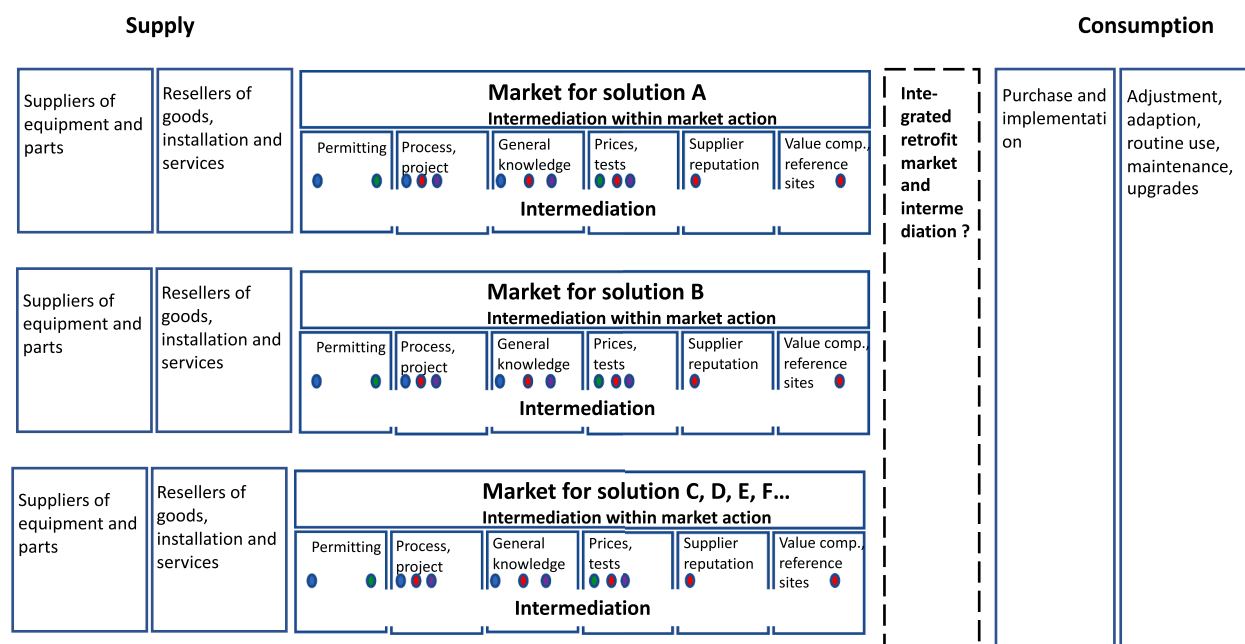 Supply
Consumption
Suppliers of
equipment and
parts
Resellers of
goods,
installation and
services
Market for solution A
Intermediation within market action
Permitting
Process,
project
General
knowledge
Prices,
tests
Supplier
reputation
Value comp.,
reference
sites
Intermediation
Inte-
grated
retrofit
market
and
interme
diation ?
Purchase and
implementati
on
Adjustment,
adaption,
routine use,
maintenance,
upgrades
Suppliers of
equipment and
parts
Resellers of
goods,
installation and
services
Market for solution B
Intermediation within market action
Permitting
Process,
project
General
knowledge
Prices,
tests
Supplier
reputation
Value comp.,
reference
sites
Intermediation
Suppliers of
equipment and
parts
Resellers of
goods,
installation and
services
Market for solution C, D, E, F…
Intermediation within market action
Permitting
Process,
project
General
knowledge
Prices,
tests
Supplier
reputation
Value comp.,
reference
sites
Intermediation